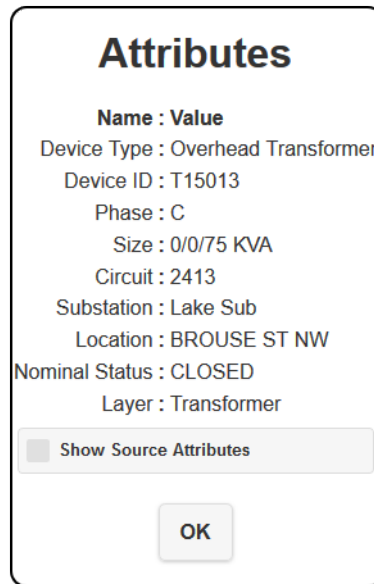 Attributes
Name : Value
Device Type : Overhead Transformer
Device ID : T15013
Phase : C
Size : 0/0/75 KVA
Circuit : 2413
Substation : Lake Sub
Location : BROUSE ST NW
Nominal Status : CLOSED
Layer : Transformer
Show Source Attributes
OK